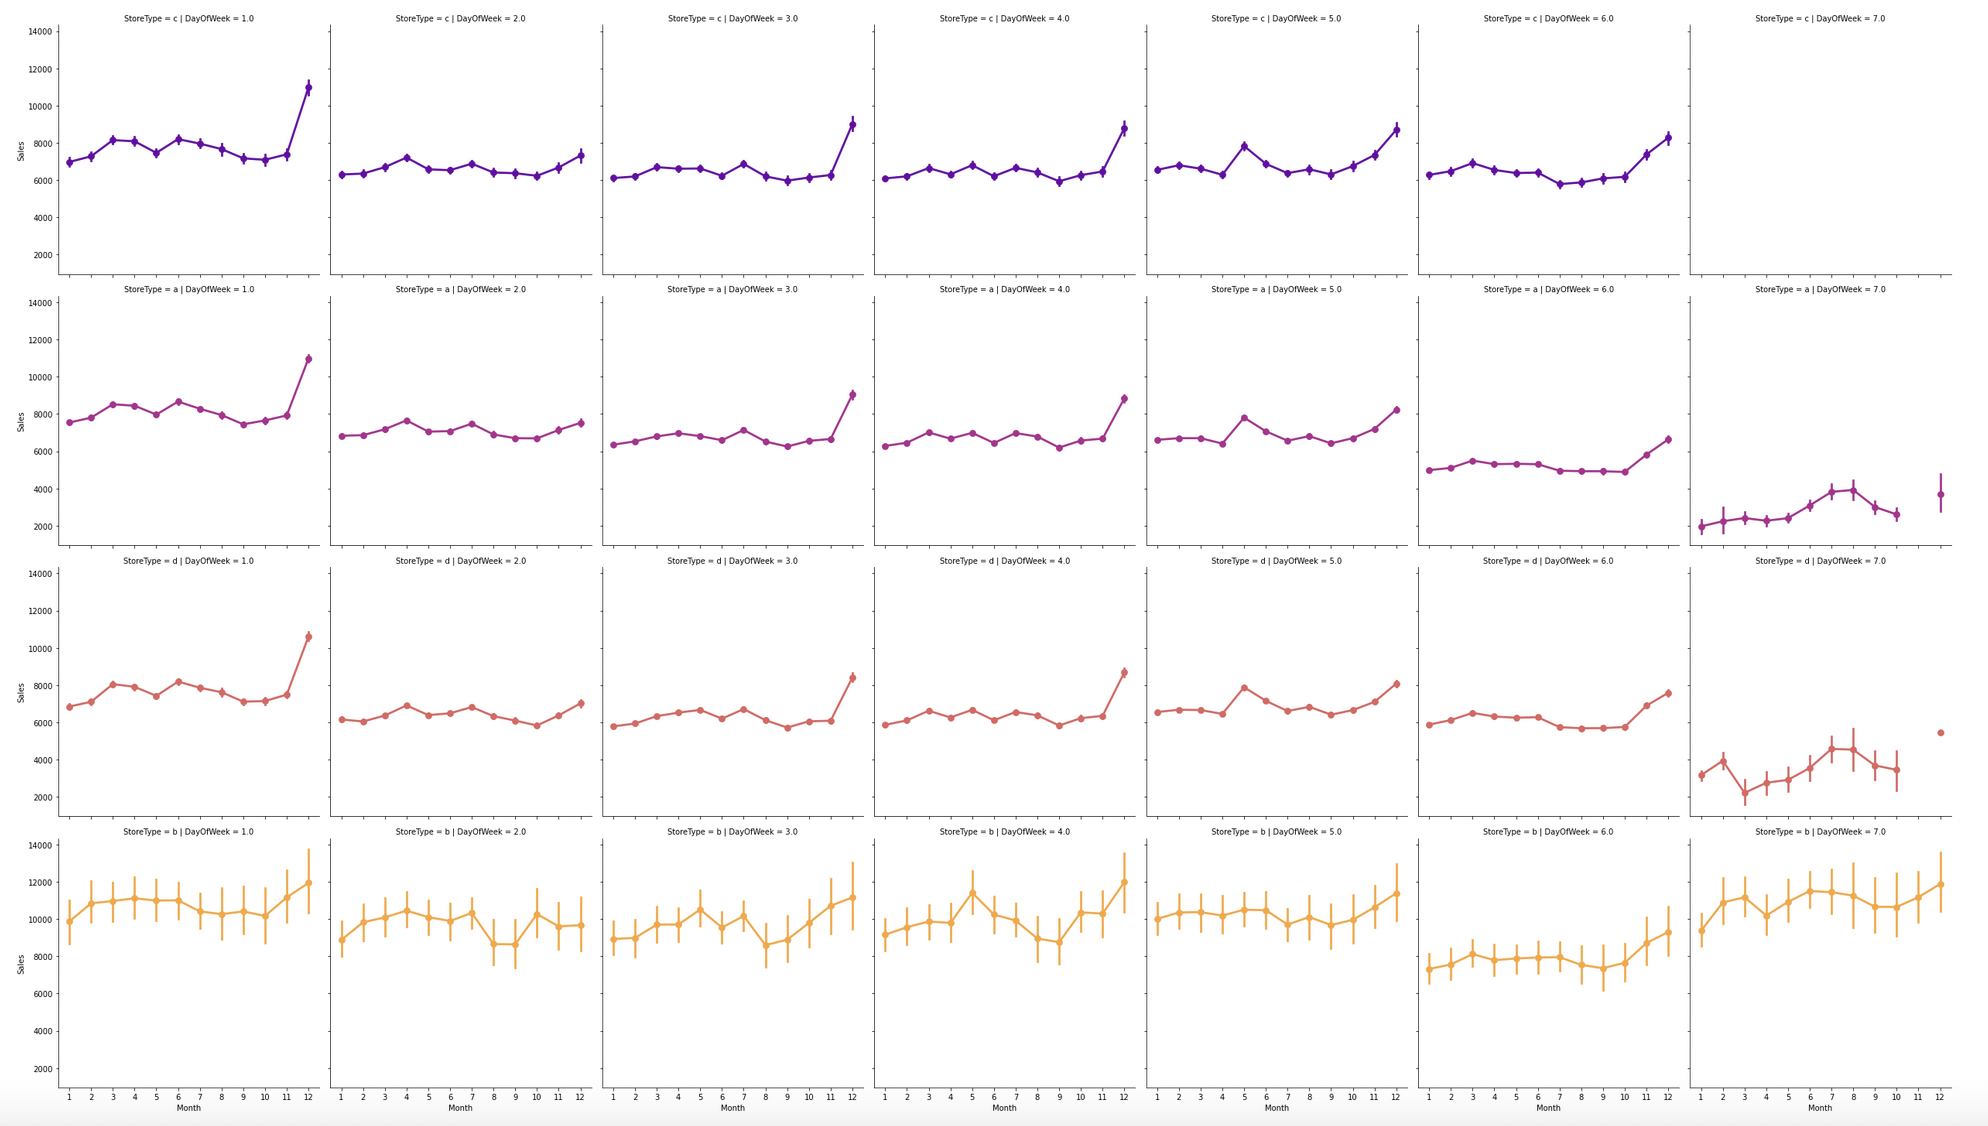 StoreType = c | DayOfWeek = 1.0
StoreType = c | DayOfWeek = 2.0
StoreType = c | DayOfWeek = 3.0
StoreType = c | DayOfWeek = 4.0
StoreType = c | DayOfWeek = 5.0
StoreType = c | DayOfWeek = 6.0
StoreType = c | DayOfWeek = 7.0
14000
12000
10000
8000
6000
4000
2000
Sales
StoreType = a | DayOfWeek = 1.0
StoreType = a | DayOfWeek = 2.0
StoreType = a | DayOfWeek = 3.0
StoreType = a | DayOfWeek = 4.0
StoreType = a | DayOfWeek = 5.0
StoreType = a | DayOfWeek = 6.0
StoreType = a | DayOfWeek = 7.0
14000
12000
10000
8000
6000
4000
2000
Sales
StoreType = d | DayOfWeek = 1.0
StoreType = d | DayOfWeek = 2.0
StoreType = d | DayOfWeek = 3.0
StoreType = d | DayOfWeek = 4.0
StoreType = d | DayOfWeek = 5.0
StoreType = d | DayOfWeek = 6.0
StoreType = d | DayOfWeek = 7.0
14000
12000
10000
8000
6000
4000
2000
Sales
StoreType = b | DayOfWeek = 1.0
StoreType = b | DayOfWeek = 2.0
StoreType = b | DayOfWeek = 3.0
StoreType = b | DayOfWeek = 4.0
StoreType = b | DayOfWeek = 5.0
StoreType = b | DayOfWeek = 6.0
StoreType = b | DayOfWeek = 7.0
14000
12000
10000
8000
6000
4000
2000
Sales
1 2 3 4 5 6 7 8 9 10 11 12
Month
1 2 3 4 5 6 7 8 9 10 11 12
Month
1 2 3 4 5 6 7 8 9 10 11 12
Month
1 2 3 4 5 6 7 8 9 10 11 12
Month
1 2 3 4 5 6 7 8 9 10 11 12
Month
1 2 3 4 5 6 7 8 9 10 11 12
Month
1 2 3 4 5 6 7 8 9 10 11 12
Month